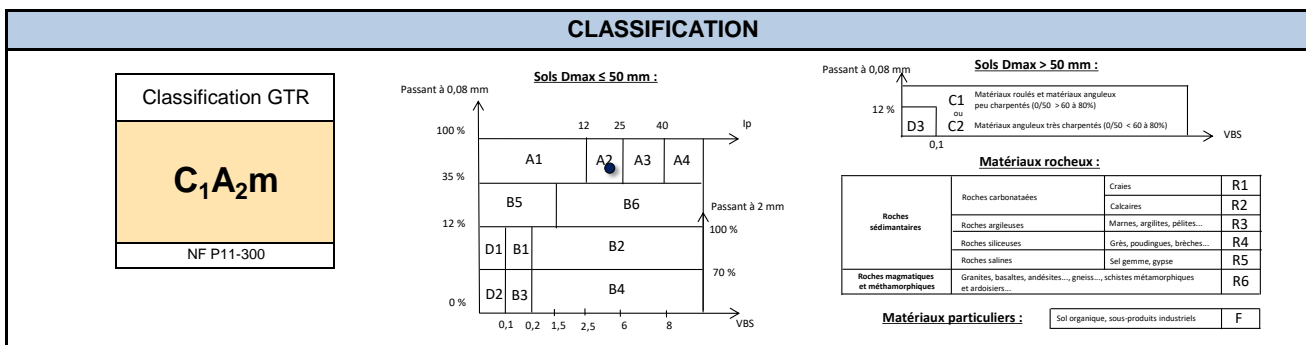 CLASSIFICATION
Classification GTR
C₁A₂m
NF P11-300
Sols Dmax ≤ 50 mm :
Passant à 0,08 mm
12 25 40 Ip
100 %
A1 A2 A3 A4
35 %
B5 B6
Passant à 2 mm
12 %
100 %
D1 B1 B2
70 %
D2 B3 B4
0 %
0,1 0,2 1,5 2,5 6 8 VBS
Sols Dmax > 50 mm :
Passant à 0,08 mm
C1 Matériaux roulés et matériaux anguleux
peu charpentés (0/50 > 60 à 80%)
12 %
ou
D3 C2 Matériaux anguleux très charpentés (0/50 < 60 à 80%)
VBS
0,1
Matériaux rocheux :
Roches sédimantaires
Roches carbonataées Craies R1
Calcaires R2
Roches argileuses Marnes, argilites, pélites... R3
Roches siliceuses Grès, poudingues, brèches... R4
Roches salines Sel gemme, gypse R5
Roches magmatiques et méthamorphiques
Granites, basaltes, andésites..., gneiss..., schistes métamorphiques
et ardoisiers... R6
Matériaux particuliers : Sol organique, sous-produits industriels F